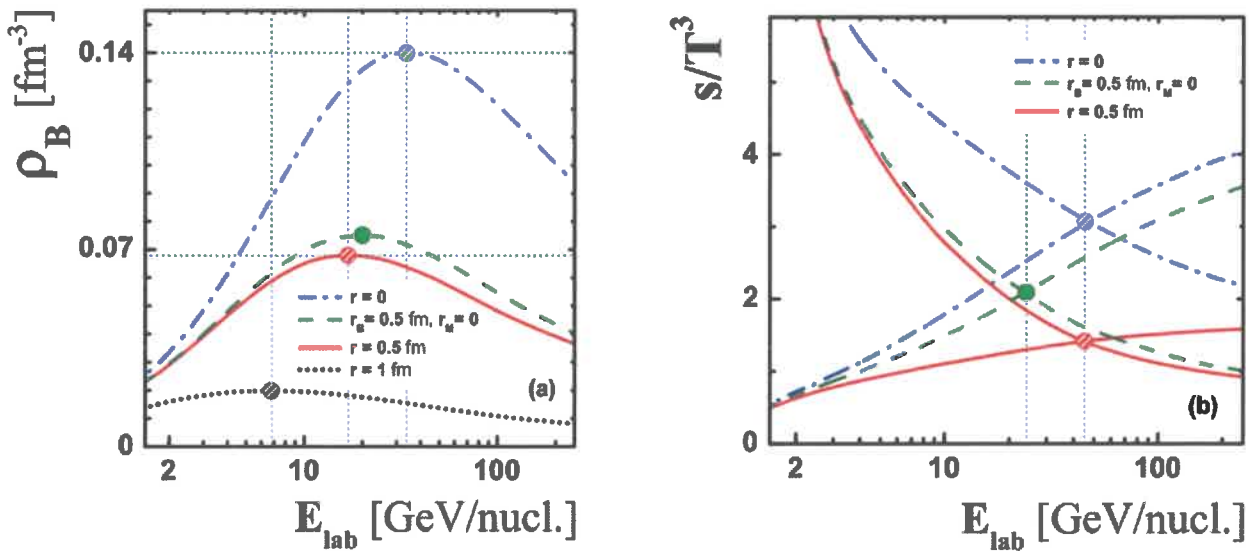 ρB [fm-3]
0.14
0.07
0
r = 0
rB = 0.5 fm, rM = 0
r = 0.5 fm
r = 1 fm
(a)
2
10
100
Elab [GeV/nucl.]
s/T3
4
2
0
r = 0
rB = 0.5 fm, rM = 0
r = 0.5 fm
(b)
2
10
100
Elab [GeV/nucl.]